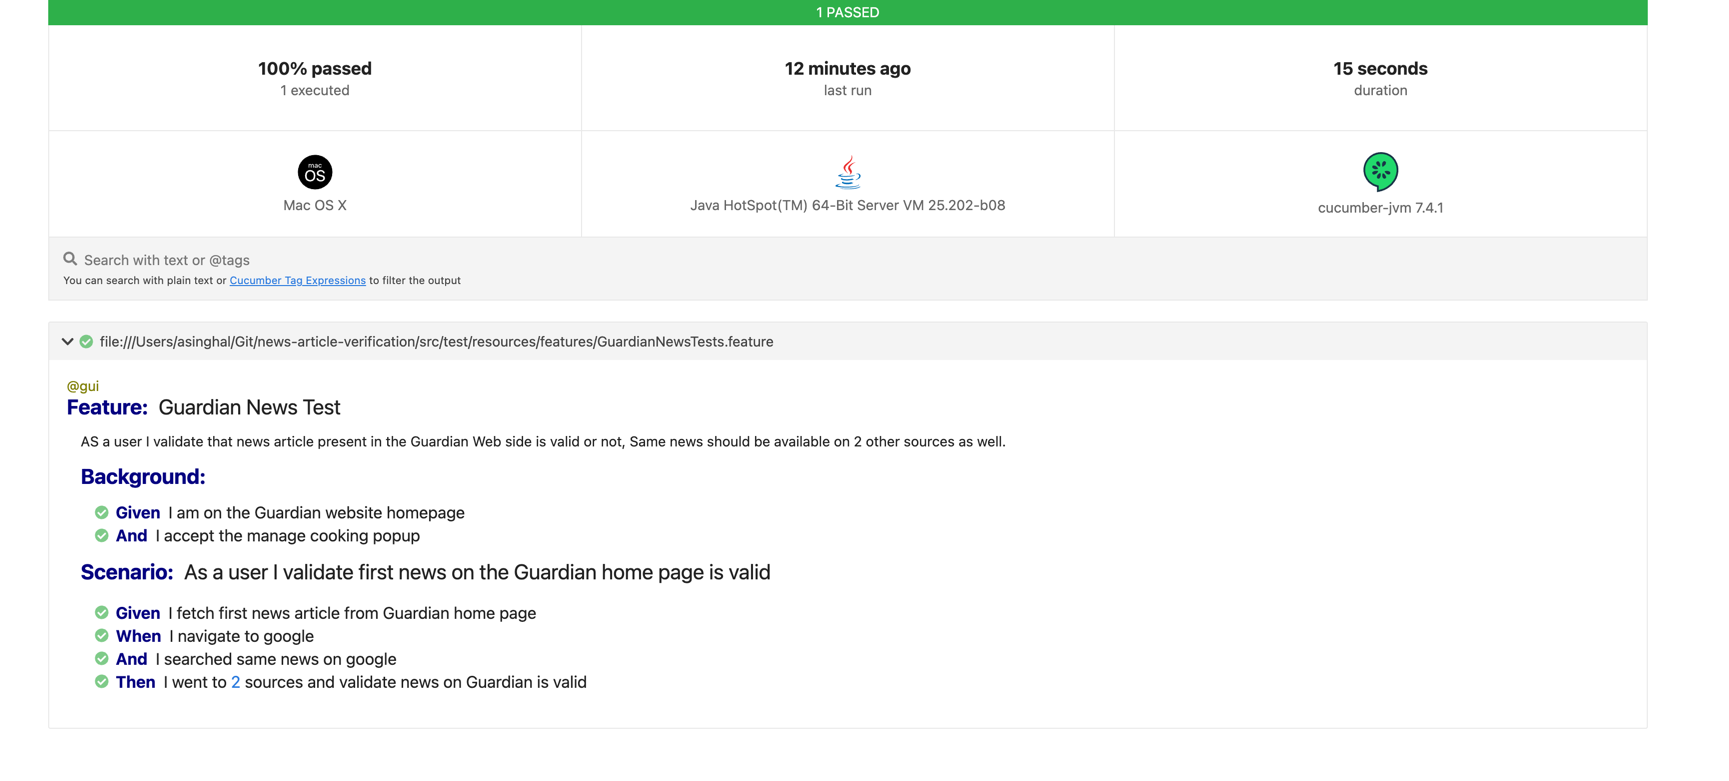 1 PASSED
100% passed
1 executed
12 minutes ago
last run
15 seconds
duration
mac
OS
Mac OS X
Java HotSpot(TM) 64-Bit Server VM 25.202-b08
cucumber-jvm 7.4.1
Search with text or @tags
You can search with plain text or Cucumber Tag Expressions to filter the output
file:///Users/asinghal/Git/news-article-verification/src/test/resources/features/GuardianNewsTests.feature
@gui
Feature: Guardian News Test
AS a user I validate that news article present in the Guardian Web side is valid or not, Same news should be available on 2 other sources as well.
Background:
Given I am on the Guardian website homepage
And I accept the manage cooking popup
Scenario: As a user I validate first news on the Guardian home page is valid
Given I fetch first news article from Guardian home page
When I navigate to google
And I searched same news on google
Then I went to 2 sources and validate news on Guardian is valid